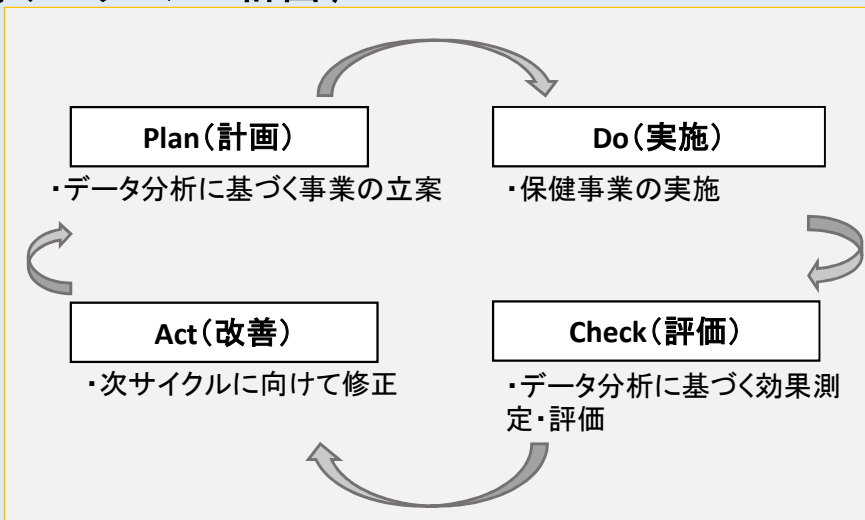 Plan（計画）
・データ分析に基づく事業の立案
Do（実施）
・保健事業の実施
Act（改善）
・次サイクルに向けて修正
Check（評価）
・データ分析に基づく効果測
定・評価